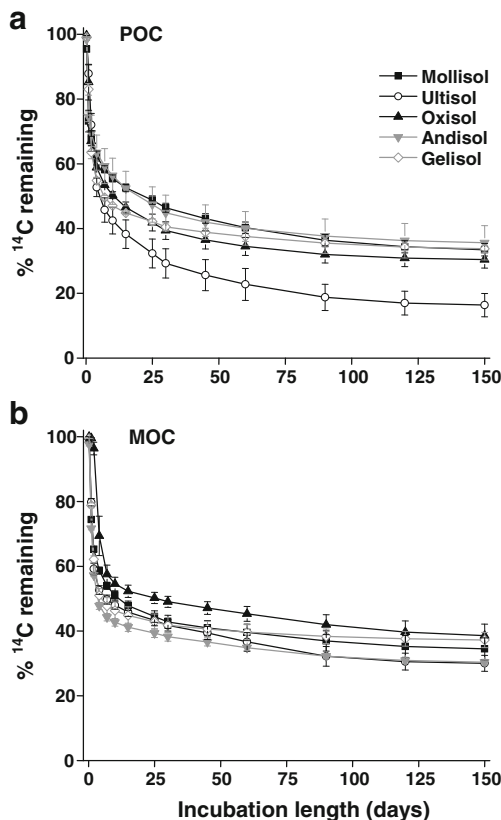 a POC
% 14C remaining
100
80
60
40
20
0
Mollisol
Ultisol
Oxisol
Andisol
Gelisol
0 25 50 75 100 125 150
b MOC
% 14C remaining
100
80
60
40
20
0
0 25 50 75 100 125 150
Incubation length (days)